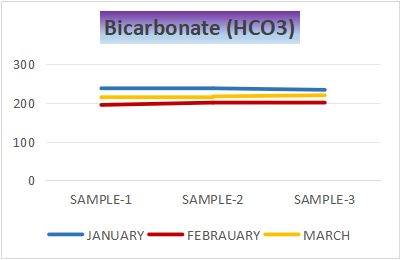 Bicarbonate (HCO3)
300
200
100
0
SAMPLE-1 SAMPLE-2 SAMPLE-3
JANUARY FEBRAUARY MARCH